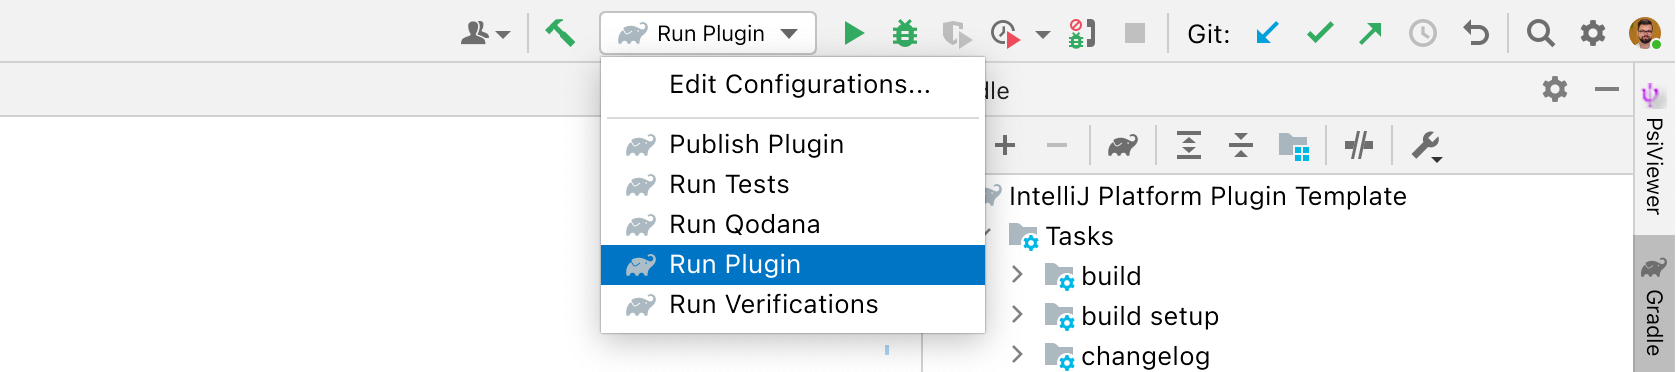 Run Plugin
Git:
Edit Configurations...
Publish Plugin
Run Tests
Run Qodana
Run Plugin
Run Verifications
dle
IntelliJ Platform Plugin Template
Tasks
build
build setup
changelog
PsiViewer
Gradle